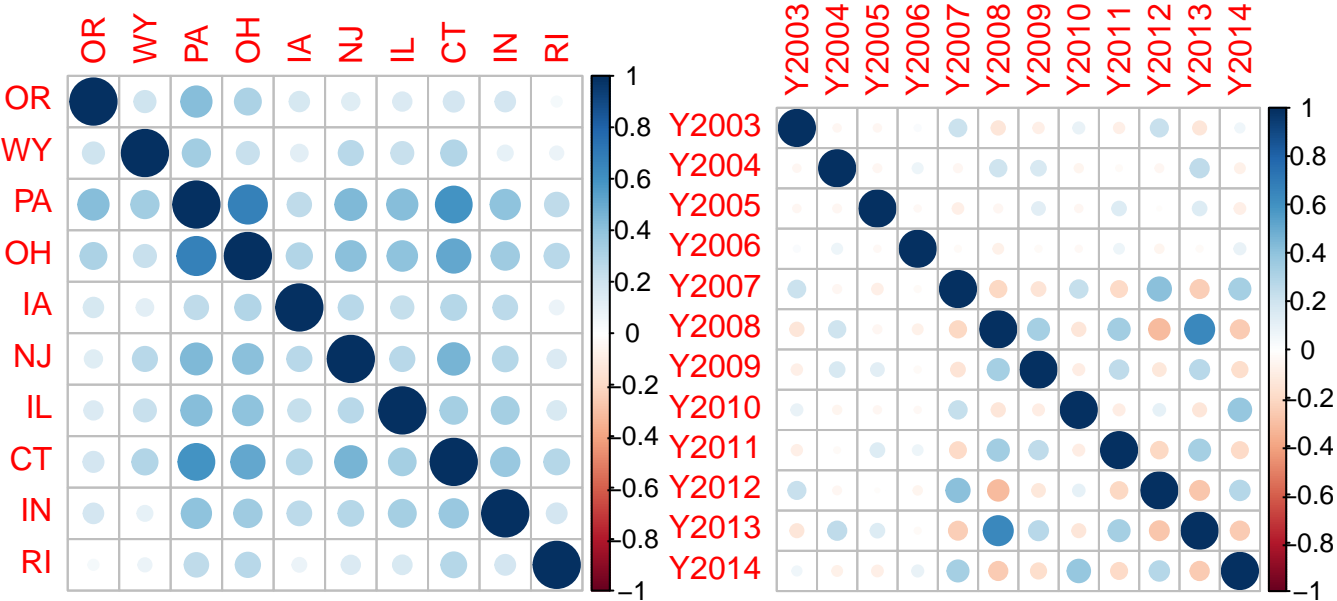 OR WY PA OH IA NJ IL CT IN RI
OR
WY
PA
OH
IA
NJ
IL
CT
IN
RI
1
0.8
0.6
0.4
0.2
0
−0.2
−0.4
−0.6
−0.8
−1
Y2003 Y2004 Y2005 Y2006 Y2007 Y2008 Y2009 Y2010 Y2011 Y2012 Y2013 Y2014
Y2003
Y2004
Y2005
Y2006
Y2007
Y2008
Y2009
Y2010
Y2011
Y2012
Y2013
Y2014
1
0.8
0.6
0.4
0.2
0
−0.2
−0.4
−0.6
−0.8
−1